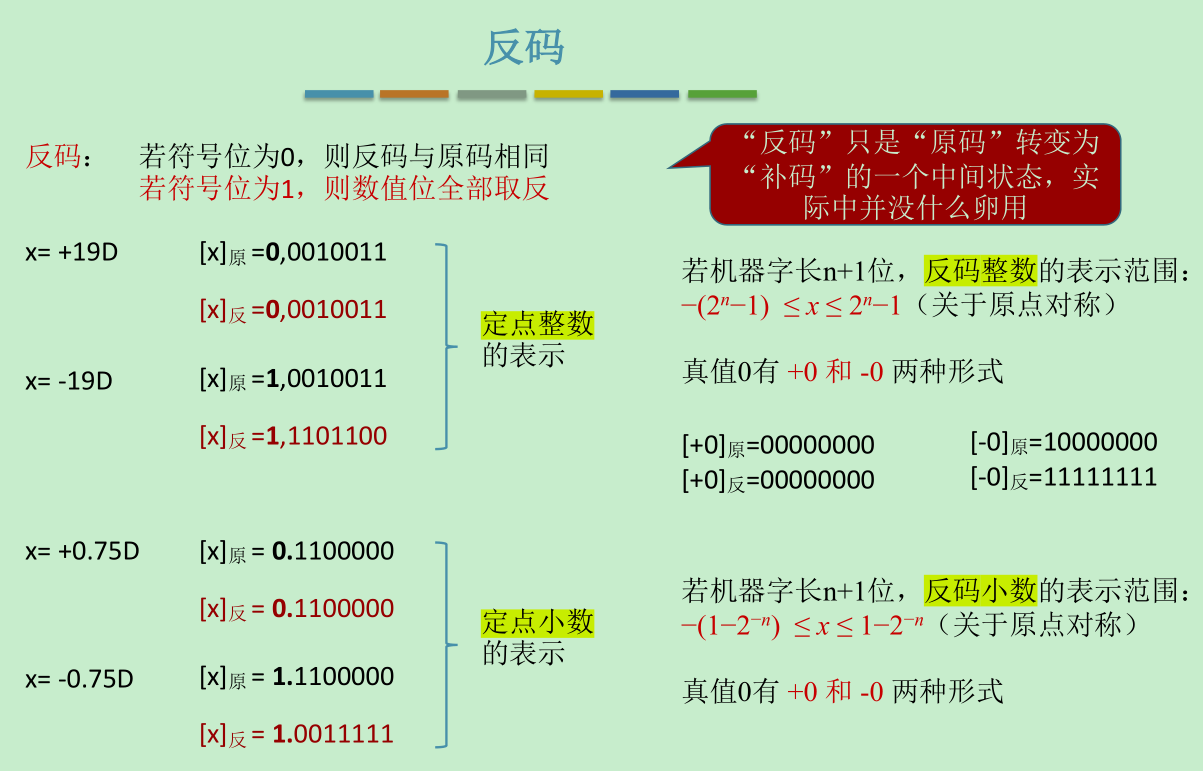 反码
反码： 若符号位为0，则反码与原码相同
若符号位为1，则数值位全部取反
“反码”只是“原码”转变为
“补码”的一个中间状态，实
际中并没什么卵用
x= +19D [x]原 =0,0010011
[x]反 =0,0010011
x= -19D [x]原 =1,0010011
[x]反 =1,1101100
定点整数
的表示
若机器字长n+1位，反码整数的表示范围：
−(2ⁿ−1) ≤ x ≤ 2ⁿ−1（关于原点对称）
真值0有 +0 和 -0 两种形式
[+0]原=00000000 [-0]原=10000000
[+0]反=00000000 [-0]反=11111111
x= +0.75D [x]原 = 0.1100000
[x]反 = 0.1100000
x= -0.75D [x]原 = 1.1100000
[x]反 = 1.0011111
定点小数
的表示
若机器字长n+1位，反码小数的表示范围：
−(1−2⁻ⁿ) ≤ x ≤ 1−2⁻ⁿ（关于原点对称）
真值0有 +0 和 -0 两种形式